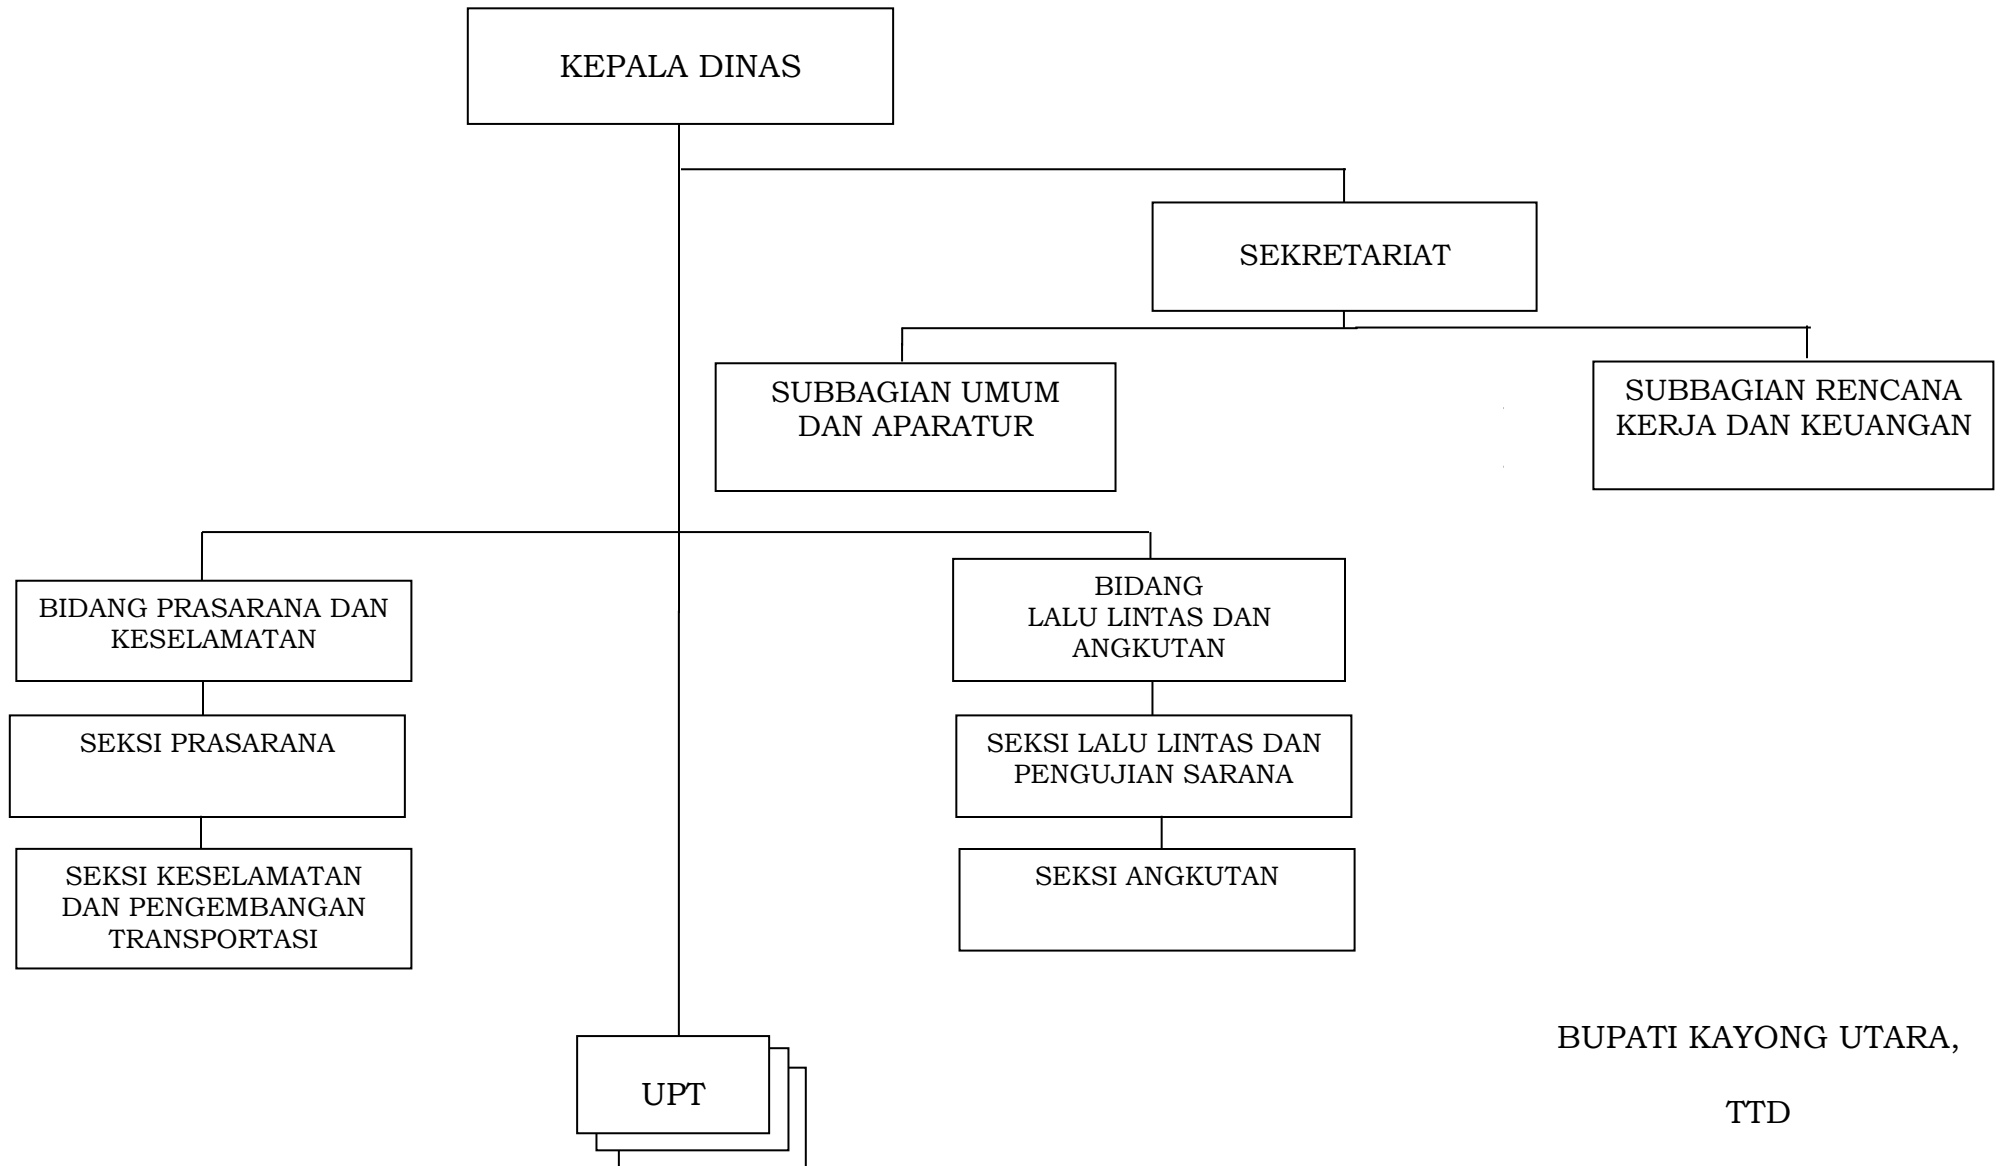 KEPALA DINAS
SEKRETARIAT
SUBBAGIAN UMUM
DAN APARATUR
SUBBAGIAN RENCANA
KERJA DAN KEUANGAN
BIDANG PRASARANA DAN
KESELAMATAN
BIDANG
LALU LINTAS DAN
ANGKUTAN
SEKSI PRASARANA
SEKSI LALU LINTAS DAN
PENGUJIAN SARANA
SEKSI KESELAMATAN
DAN PENGEMBANGAN
TRANSPORTASI
SEKSI ANGKUTAN
UPT
BUPATI KAYONG UTARA,
TTD